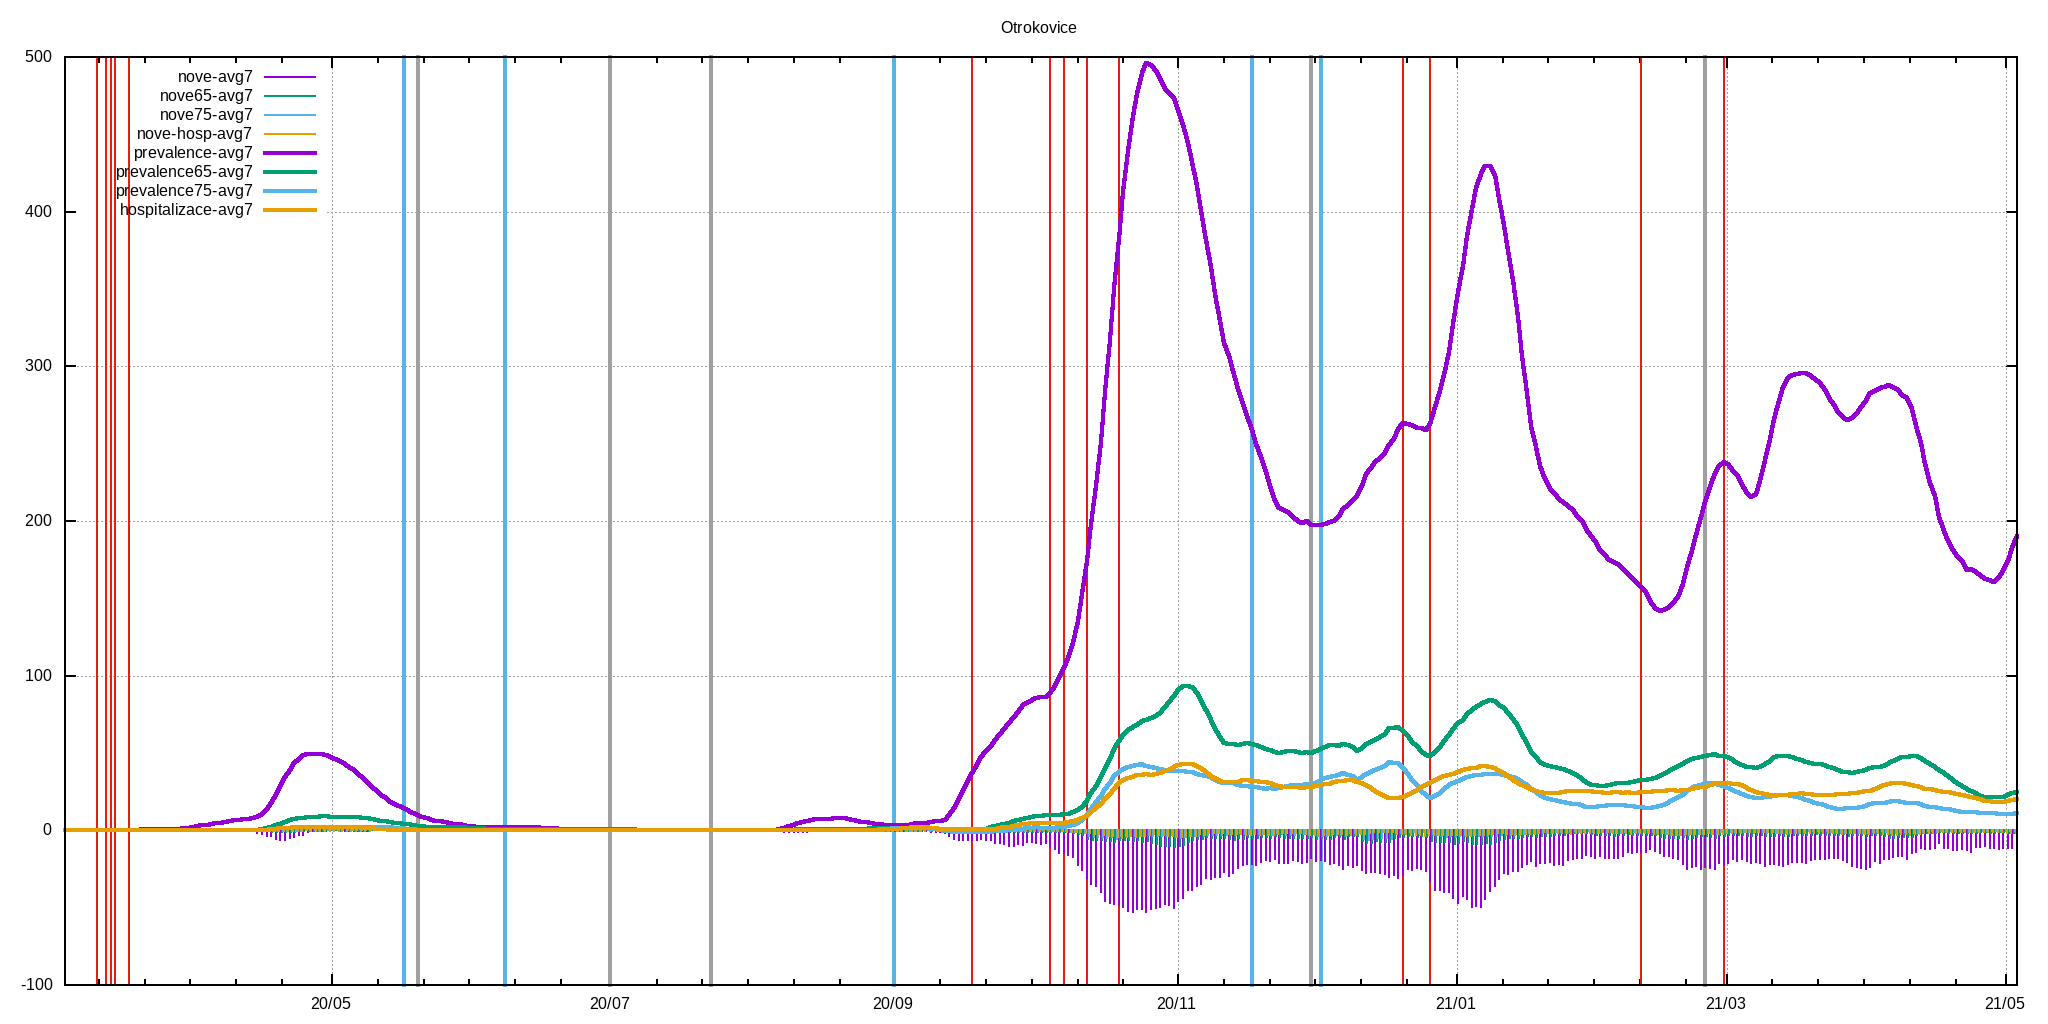 Otrokovice
500
400
300
200
100
0
-100
nove-avg7
nove65-avg7
nove75-avg7
nove-hosp-avg7
prevalence-avg7
prevalence65-avg7
prevalence75-avg7
hospitalizace-avg7
20/05
20/07
20/09
20/11
21/01
21/03
21/05